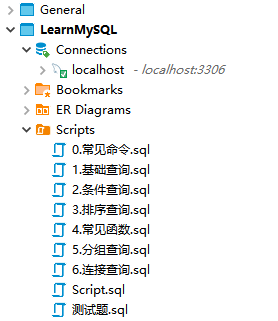 General
LearnMySQL
Connections
localhost - localhost:3306
Bookmarks
ER Diagrams
Scripts
0.常见命令.sql
1.基础查询.sql
2.条件查询.sql
3.排序查询.sql
4.常见函数.sql
5.分组查询.sql
6.连接查询.sql
Script.sql
测试题.sql